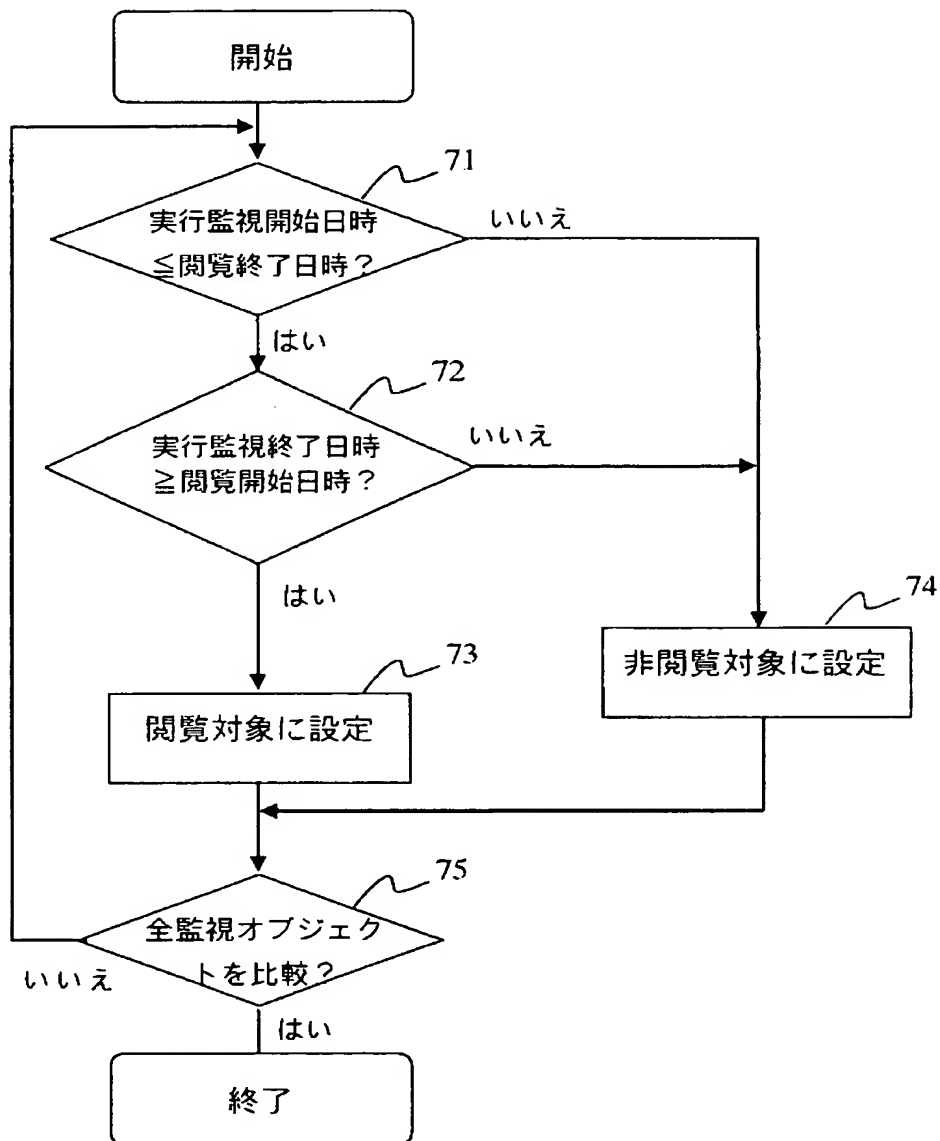 開始
71
実行監視開始日時
≦閲覧終了日時？
いいえ
はい
72
実行監視終了日時
≧閲覧開始日時？
いいえ
はい
74
非閲覧対象に設定
73
閲覧対象に設定
75
全監視オブジェク
トを比較？
いいえ
はい
終了